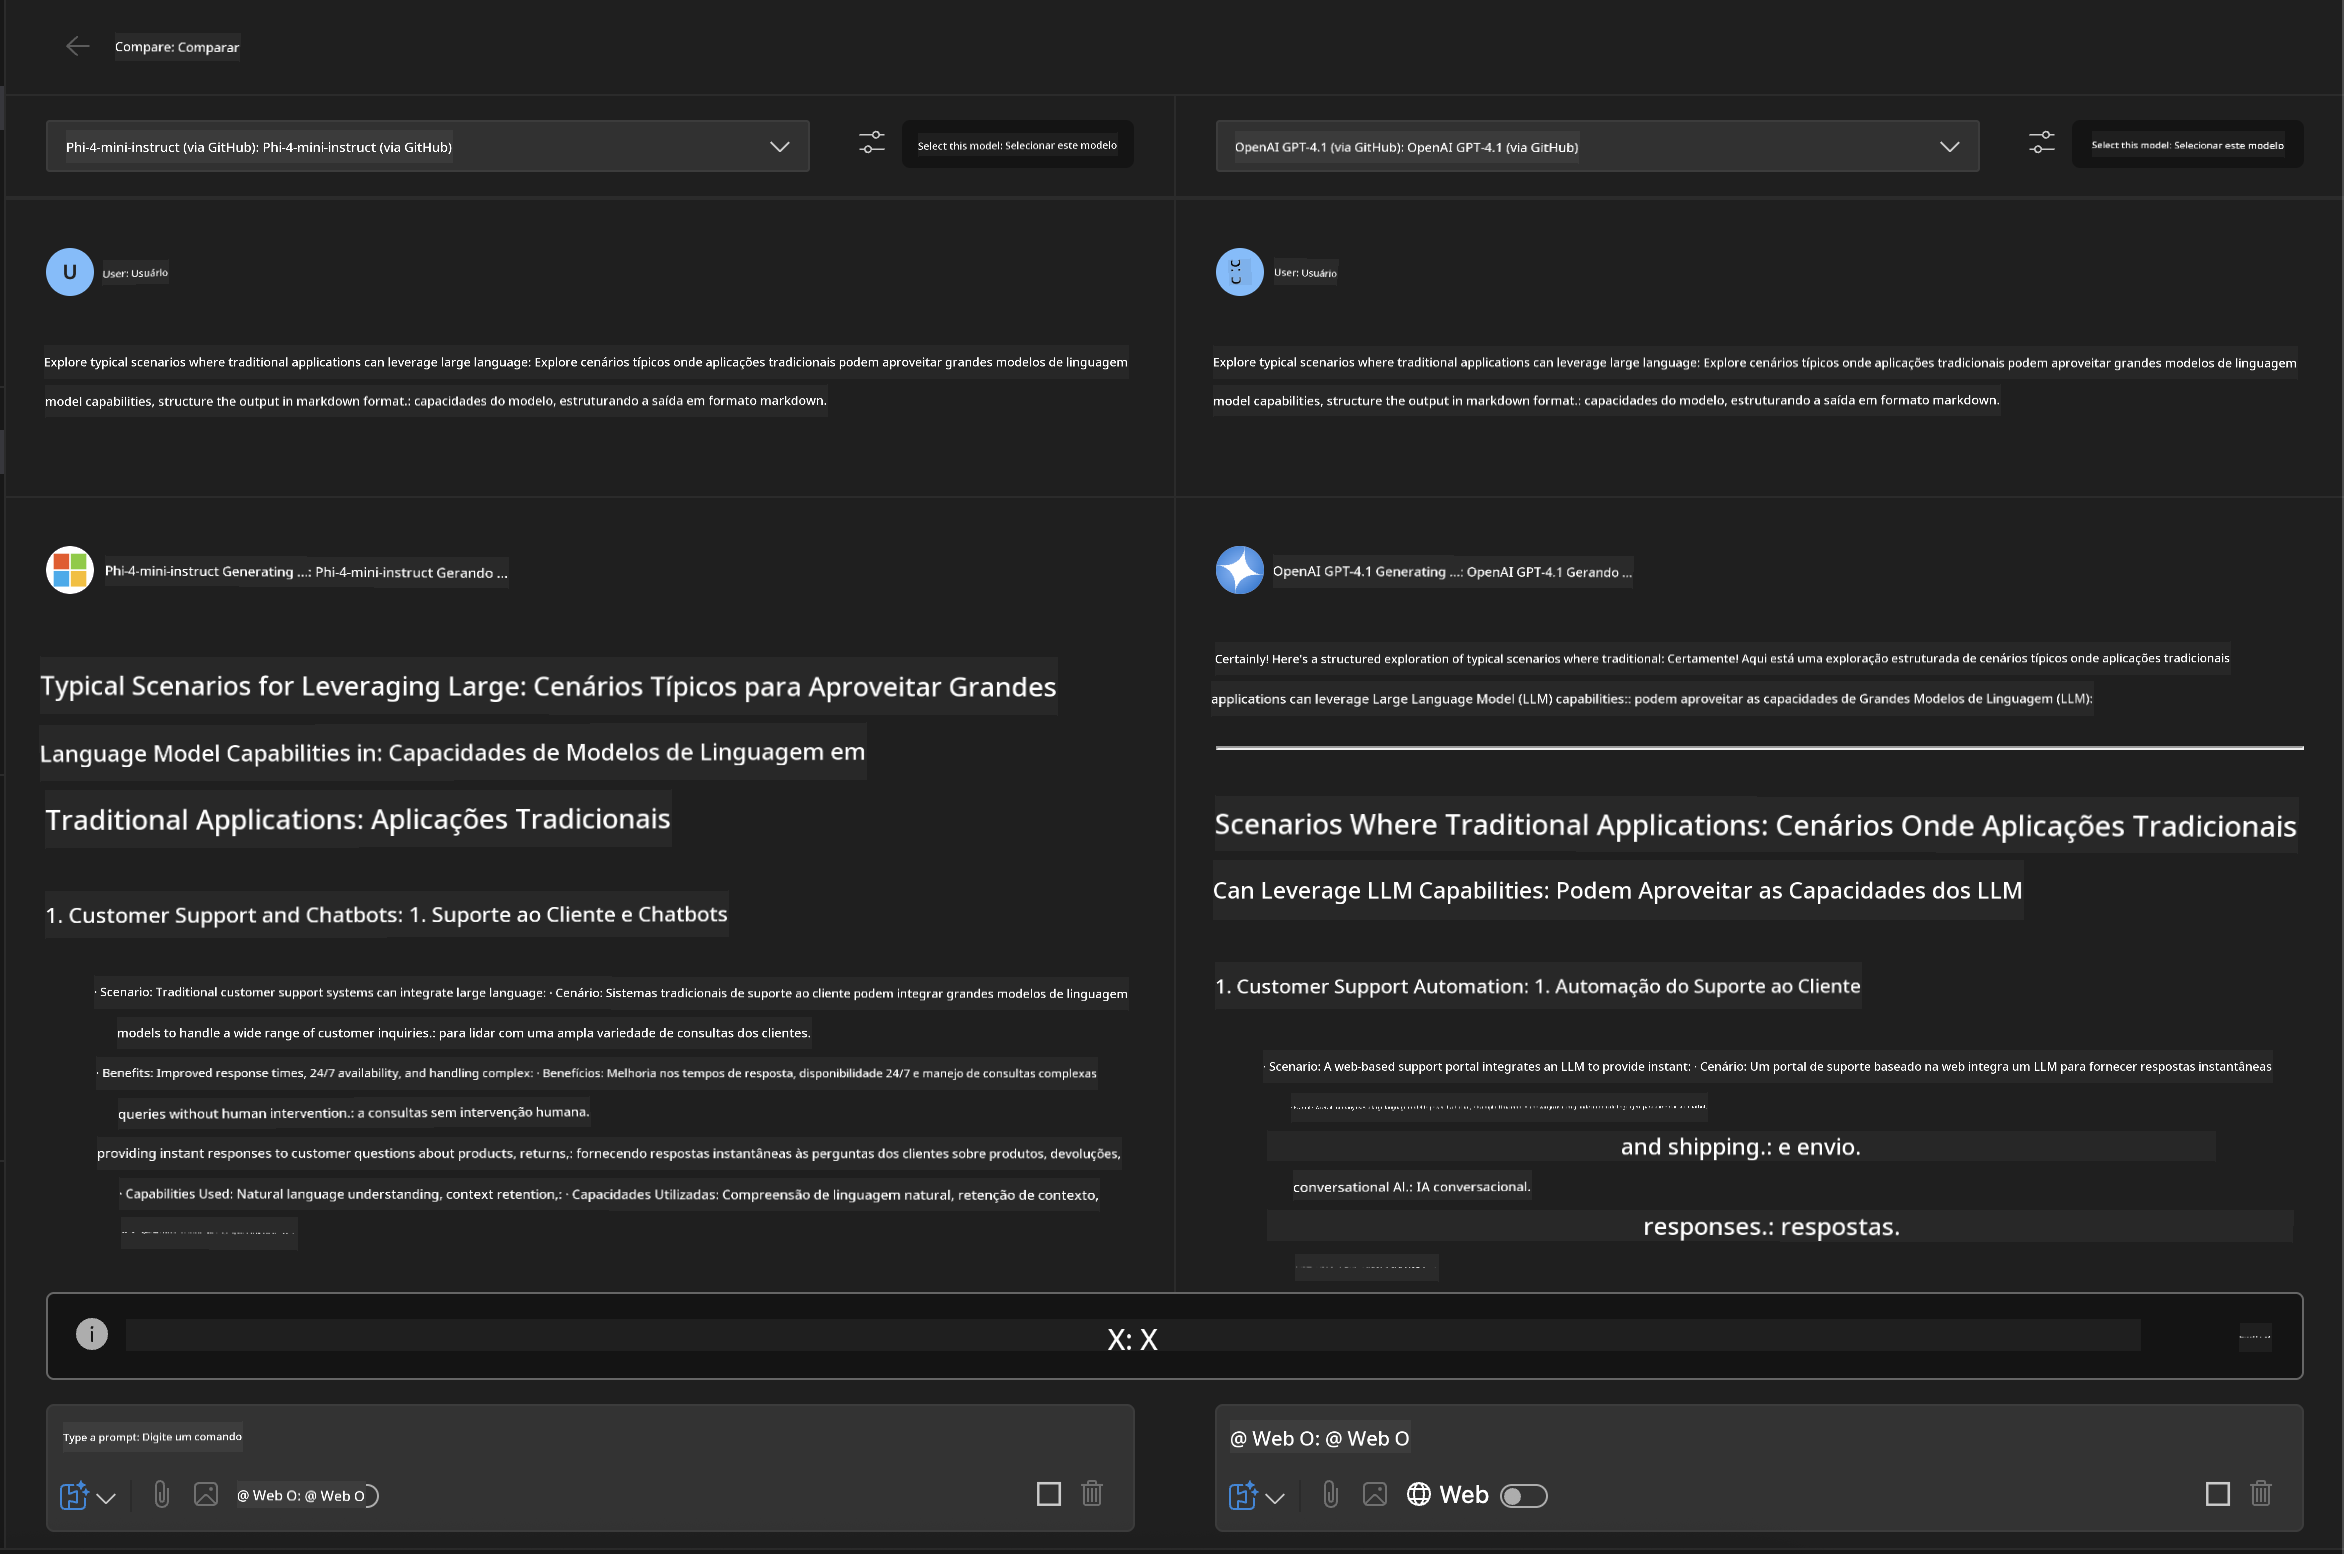 Compare: Comparar
Phi-4-mini-instruct (via GitHub): Phi-4-mini-instruct (via GitHub)
Select this model: Selecionar este modelo
OpenAI GPT-4.1 (via GitHub): OpenAI GPT-4.1 (via GitHub)
Select this model: Selecionar este modelo
U
User: Usuário
Explore typical scenarios where traditional applications can leverage large language: Explore cenários típicos onde aplicações tradicionais podem aproveitar grandes modelos de linguagem
model capabilities, structure the output in markdown format.: capacidades do modelo, estruturando a saída em formato markdown.
C: C
User: Usuário
Explore typical scenarios where traditional applications can leverage large language: Explore cenários típicos onde aplicações tradicionais podem aproveitar grandes modelos de linguagem
model capabilities, structure the output in markdown format.: capacidades do modelo, estruturando a saída em formato markdown.
Phi-4-mini-instruct Generating ...: Phi-4-mini-instruct Gerando ...
Typical Scenarios for Leveraging Large: Cenários Típicos para Aproveitar Grandes
Language Model Capabilities in: Capacidades de Modelos de Linguagem em
Traditional Applications: Aplicações Tradicionais
1. Customer Support and Chatbots: 1. Suporte ao Cliente e Chatbots
· Scenario: Traditional customer support systems can integrate large language: · Cenário: Sistemas tradicionais de suporte ao cliente podem integrar grandes modelos de linguagem
models to handle a wide range of customer inquiries.: para lidar com uma ampla variedade de consultas dos clientes.
· Benefits: Improved response times, 24/7 availability, and handling complex: · Benefícios: Melhoria nos tempos de resposta, disponibilidade 24/7 e manejo de consultas complexas
queries without human intervention.: a consultas sem intervenção humana.
providing instant responses to customer questions about products, returns,: fornecendo respostas instantâneas às perguntas dos clientes sobre produtos, devoluções,
· Capabilities Used: Natural language understanding, context retention,: · Capacidades Utilizadas: Compreensão de linguagem natural, retenção de contexto,
OpenAI GPT-4.1 Generating ...: OpenAI GPT-4.1 Gerando ...
Certainly! Here's a structured exploration of typical scenarios where traditional: Certamente! Aqui está uma exploração estruturada de cenários típicos onde aplicações tradicionais
applications can leverage Large Language Model (LLM) capabilities:: podem aproveitar as capacidades de Grandes Modelos de Linguagem (LLM):
Scenarios Where Traditional Applications: Cenários Onde Aplicações Tradicionais
Can Leverage LLM Capabilities: Podem Aproveitar as Capacidades dos LLM
1. Customer Support Automation: 1. Automação do Suporte ao Cliente
· Scenario: A web-based support portal integrates an LLM to provide instant: · Cenário: Um portal de suporte baseado na web integra um LLM para fornecer respostas instantâneas
and shipping.: e envio.
conversational AI.: IA conversacional.
responses.: respostas.
X: X
Type a prompt: Digite um comando
@ Web O: @ Web O
@ Web O: @ Web O
Web